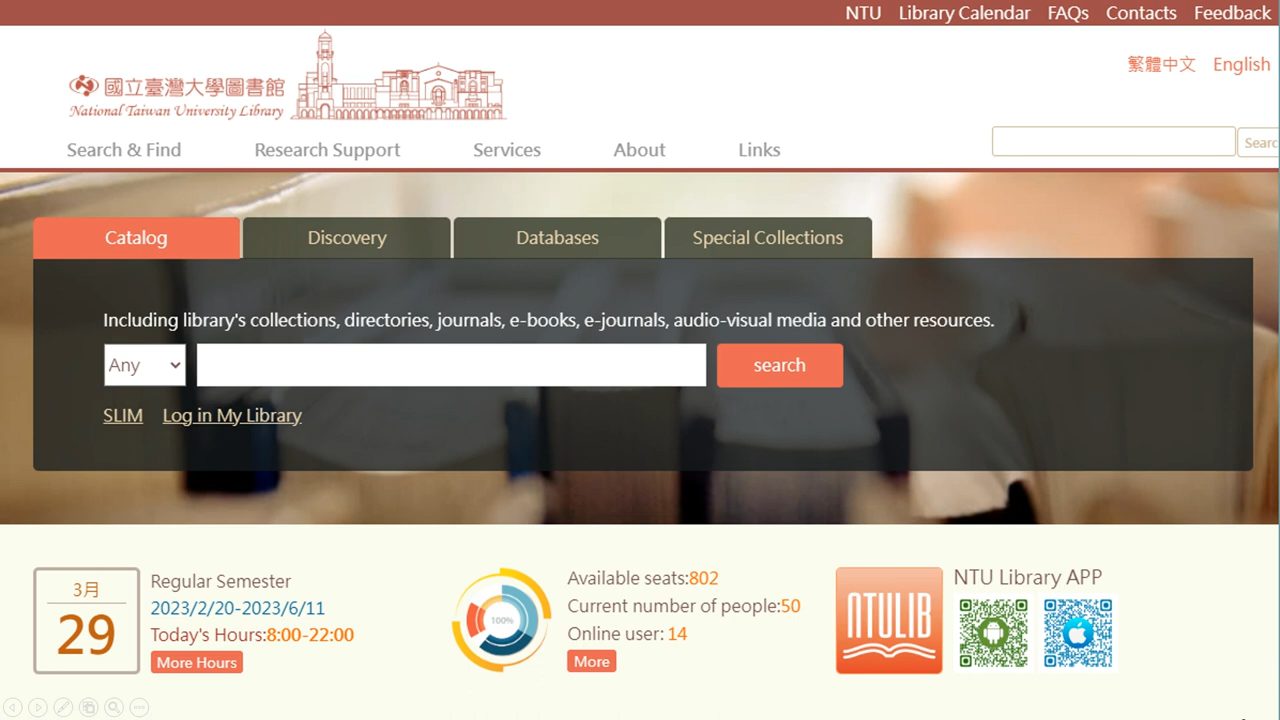 NTU Library Calendar FAQs Contacts Feedback
繁體中文 English
國立臺灣大學圖書館
National Taiwan University Library
Search & Find Research Support Services About Links
Searc
Catalog Discovery Databases Special Collections
Including library's collections, directories, journals, e-books, e-journals, audio-visual media and other resources.
Any search
SLIM Log in My Library
3月
29
Regular Semester
2023/2/20-2023/6/11
Today's Hours:8:00-22:00
More Hours
100%
Available seats:802
Current number of people:50
Online user: 14
More
NTULIB
NTU Library APP